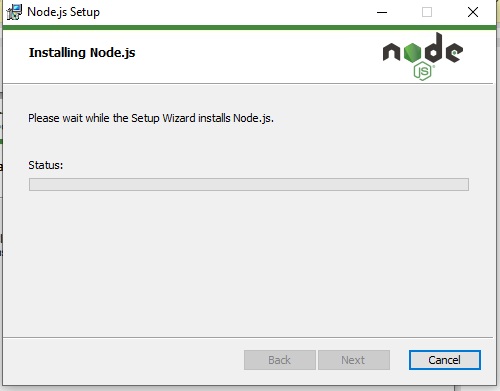 Node.js Setup
Installing Node.js
node
JS
Please wait while the Setup Wizard installs Node.js.
Status:
Back
Next
Cancel